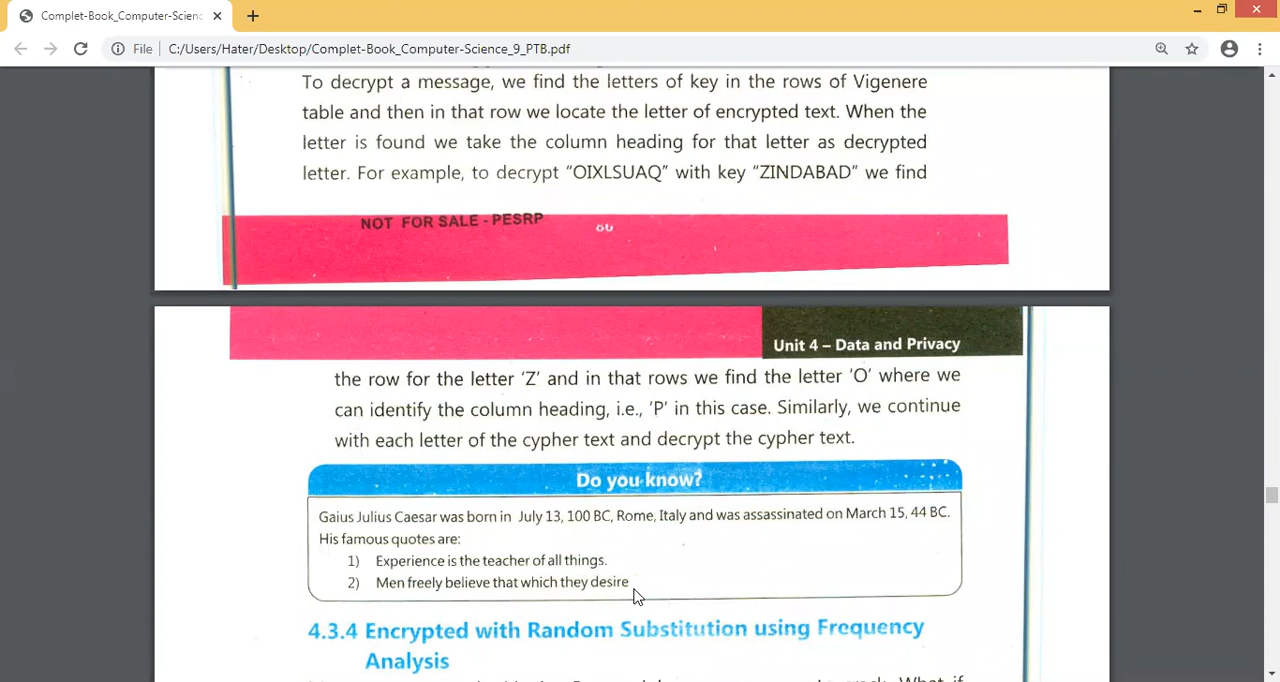 Complet-Book_Computer-Scienc
File
C:/Users/Hater/Desktop/Complet-Book_Computer-Science_9_PTB.pdf
To decrypt a message, we find the letters of key in the rows of Vigenere
table and then in that row we locate the letter of encrypted text. When the
letter is found we take the column heading for that letter as decrypted
letter. For example, to decrypt “OIXLSUAQ” with key “ZINDABAD” we find
NOT FOR SALE - PESRP
Unit 4 – Data and Privacy
the row for the letter ‘Z’ and in that rows we find the letter ‘O’ where we
can identify the column heading, i.e., ‘P’ in this case. Similarly, we continue
with each letter of the cypher text and decrypt the cypher text.
Do you know?
Gaius Julius Caesar was born in July 13, 100 BC, Rome, Italy and was assassinated on March 15, 44 BC.
His famous quotes are:
1) Experience is the teacher of all things.
2) Men freely believe that which they desire
4.3.4 Encrypted with Random Substitution using Frequency
Analysis